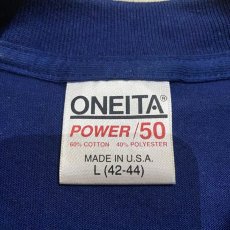 ONEITA®
POWER/50
60% COTTON 40% POLYESTER
MADE IN U.S.A.
L (42-44)